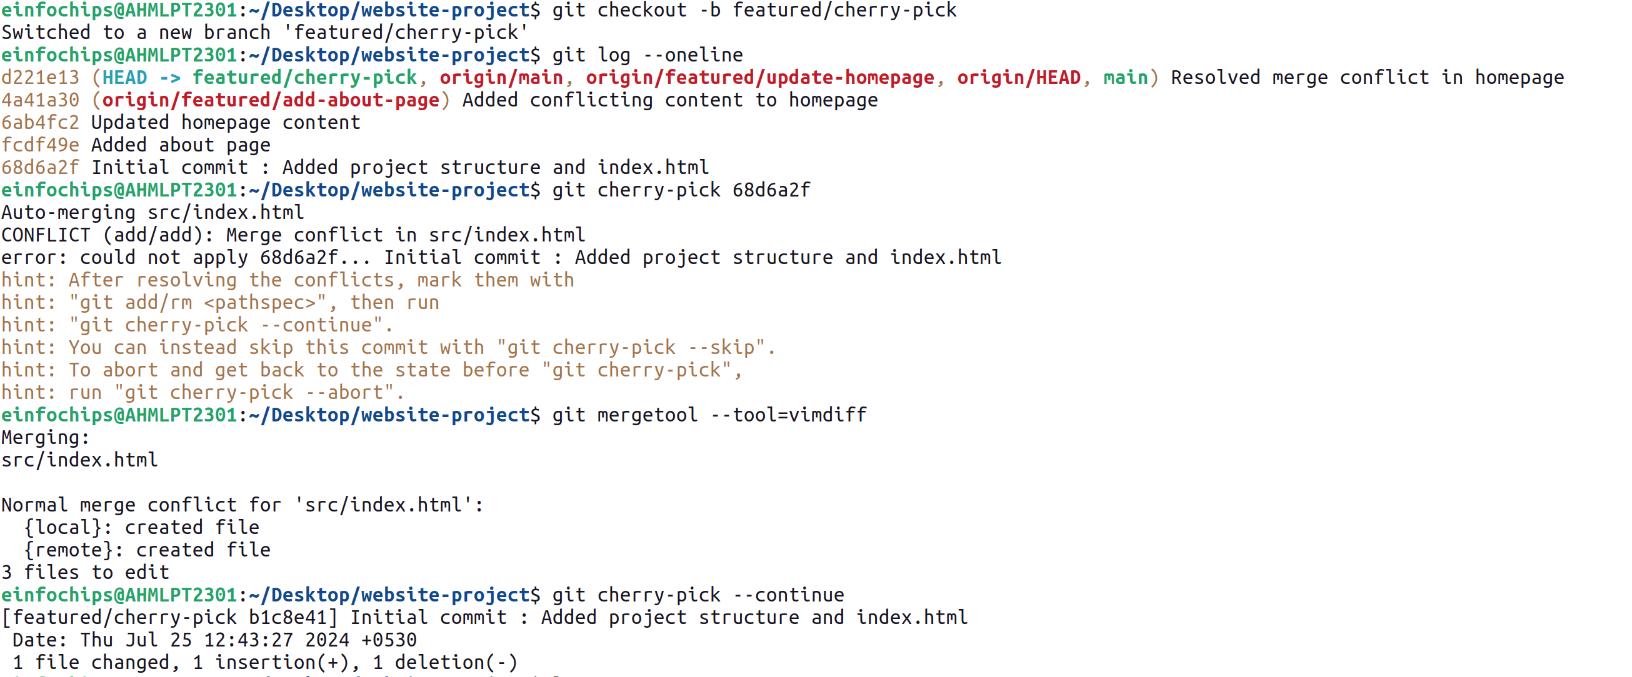 einfochips@AHMLPT2301:~/Desktop/website-project$ git checkout -b featured/cherry-pick
Switched to a new branch 'featured/cherry-pick'
einfochips@AHMLPT2301:~/Desktop/website-project$ git log --oneline
d221e13 (HEAD -> featured/cherry-pick, origin/main, origin/featured/update-homepage, origin/HEAD, main) Resolved merge conflict in homepage
4a41a30 (origin/featured/add-about-page) Added conflicting content to homepage
6ab4fc2 Updated homepage content
fcdf49e Added about page
68d6a2f Initial commit : Added project structure and index.html
einfochips@AHMLPT2301:~/Desktop/website-project$ git cherry-pick 68d6a2f
Auto-merging src/index.html
CONFLICT (add/add): Merge conflict in src/index.html
error: could not apply 68d6a2f... Initial commit : Added project structure and index.html
hint: After resolving the conflicts, mark them with
hint: "git add/rm <pathspec>", then run
hint: "git cherry-pick --continue".
hint: You can instead skip this commit with "git cherry-pick --skip".
hint: To abort and get back to the state before "git cherry-pick",
hint: run "git cherry-pick --abort".
einfochips@AHMLPT2301:~/Desktop/website-project$ git mergetool --tool=vimdiff
Merging:
src/index.html

Normal merge conflict for 'src/index.html':
  {local}: created file
  {remote}: created file
3 files to edit
einfochips@AHMLPT2301:~/Desktop/website-project$ git cherry-pick --continue
[featured/cherry-pick b1c8e41] Initial commit : Added project structure and index.html
 Date: Thu Jul 25 12:43:27 2024 +0530
 1 file changed, 1 insertion(+), 1 deletion(-)